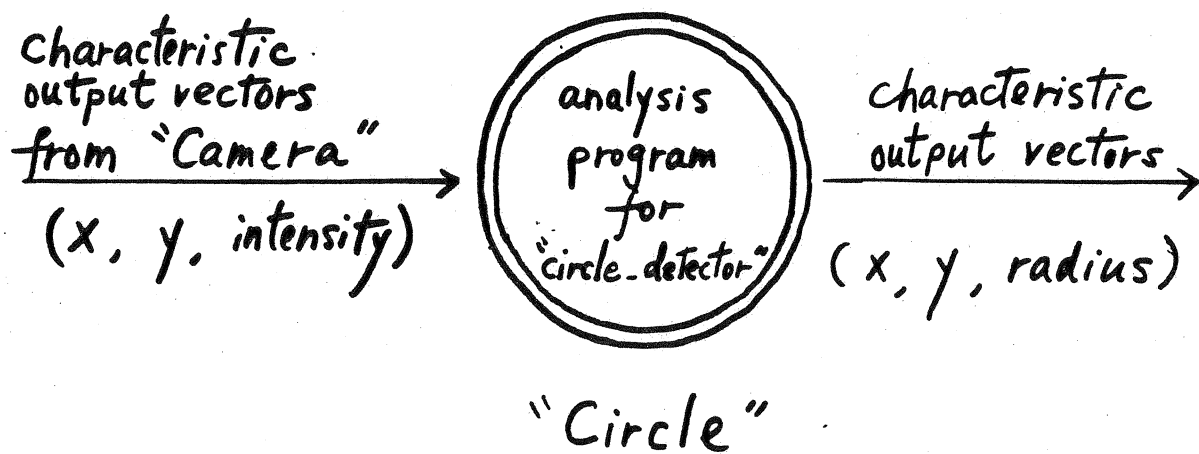 Characteristic
output vectors
from "Camera"
(x, y, intensity)
analysis
program
for
"circle_detector"
characteristic
output vectors
(x, y, radius)
"Circle"